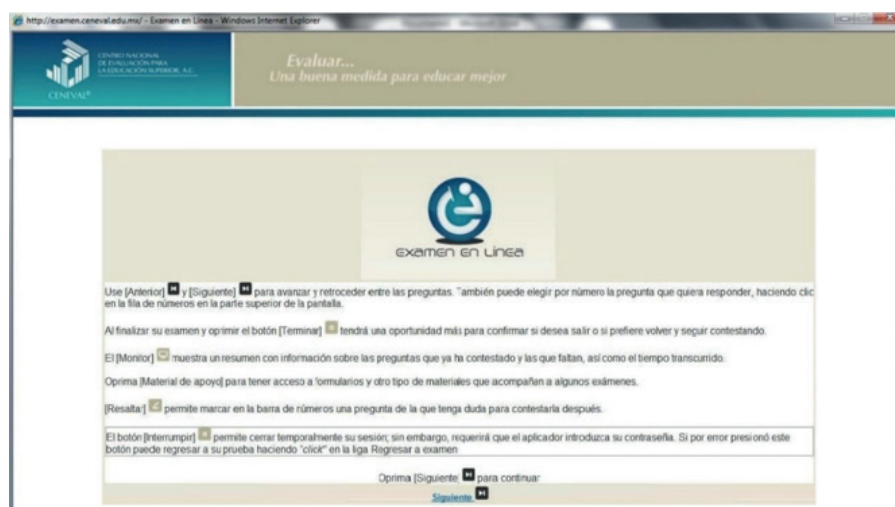 http://examen.ceneval.edu.mx/ - Examen en Línea - Windows Internet Explorer
CENTRO NACIONAL
DE EVALUACIÓN PARA
LA EDUCACIÓN SUPERIOR, A.C.
CENEVAL®
Evaluar...
Una buena medida para educar mejor
examen en Línea
Use [Anterior] y [Siguiente] para avanzar y retroceder entre las preguntas. También puede elegir por número la pregunta que quiera responder, haciendo clic
en la fila de números en la parte superior de la pantalla.
Al finalizar su examen y oprimir el botón [Terminar] tendrá una oportunidad más para confirmar si desea salir o si prefiere volver y seguir contestando.
El [Monitor] muestra un resumen con información sobre las preguntas que ya ha contestado y las que faltan, así como el tiempo transcurrido.
Oprima [Material de apoyo] para tener acceso a formularios y otro tipo de materiales que acompañan a algunos exámenes.
[Resaltar] permite marcar en la barra de números una pregunta de la que tenga duda para contestarla después.
El botón [Interrumpir] permite cerrar temporalmente su sesión; sin embargo, requerirá que el aplicador introduzca su contraseña. Si por error presionó este
botón puede regresar a su prueba haciendo "click" en la liga Regresar a examen
Oprima [Siguiente] para continuar
Siguiente